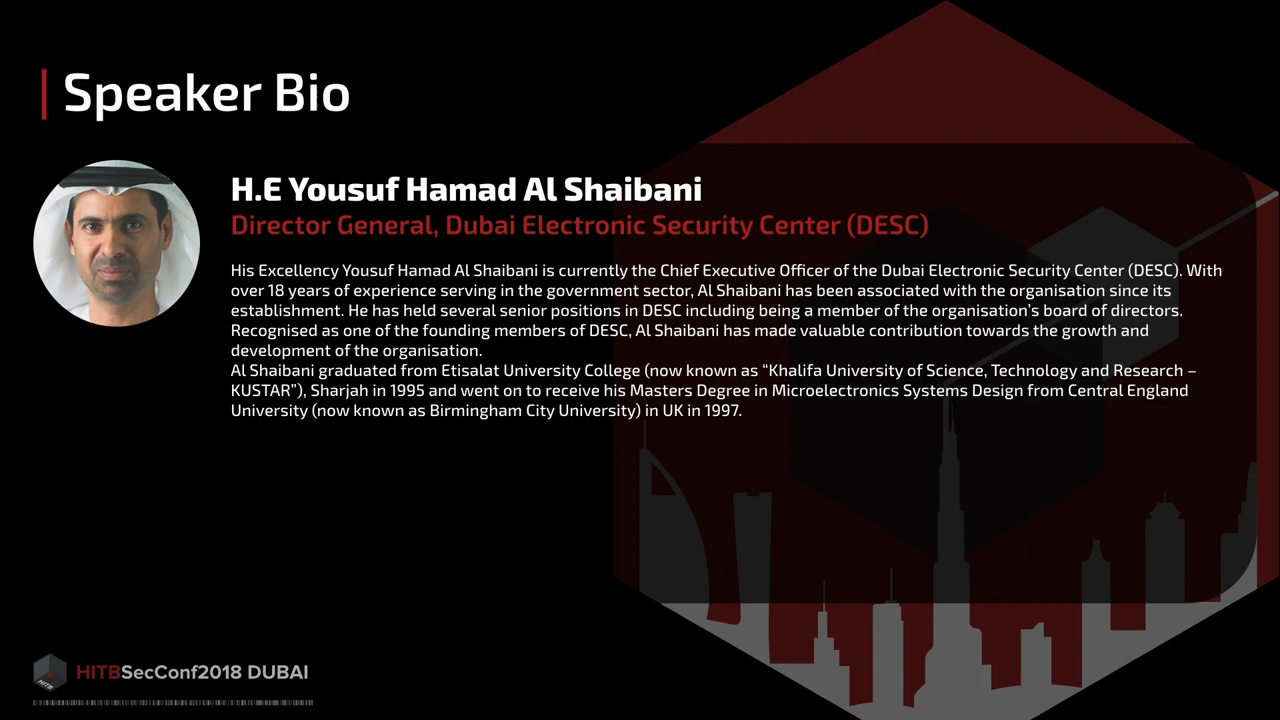 Speaker Bio
H.E Yousuf Hamad Al Shaibani
Director General, Dubai Electronic Security Center (DESC)
His Excellency Yousuf Hamad Al Shaibani is currently the Chief Executive Officer of the Dubai Electronic Security Center (DESC). With
over 18 years of experience serving in the government sector, Al Shaibani has been associated with the organisation since its
establishment. He has held several senior positions in DESC including being a member of the organisation's board of directors.
Recognised as one of the founding members of DESC, Al Shaibani has made valuable contribution towards the growth and
development of the organisation.
Al Shaibani graduated from Etisalat University College (now known as “Khalifa University of Science, Technology and Research –
KUSTAR”), Sharjah in 1995 and went on to receive his Masters Degree in Microelectronics Systems Design from Central England
University (now known as Birmingham City University) in UK in 1997.
HITB
HITBSecConf2018 DUBAI